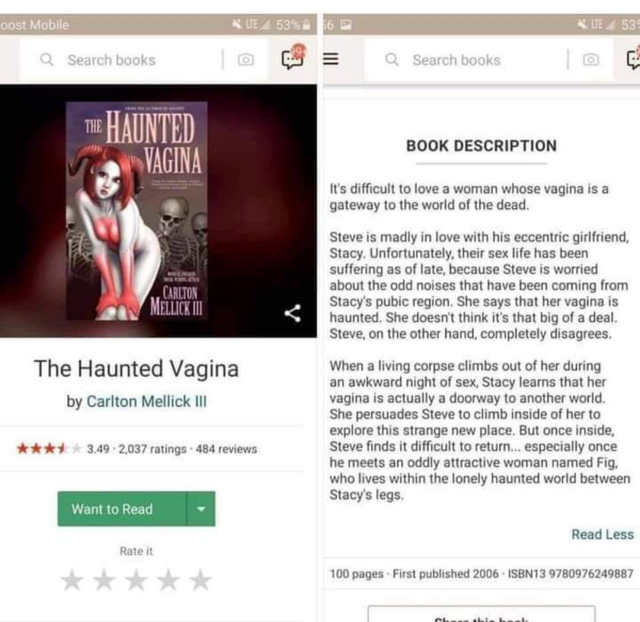 oost Mobile
LTE 53%
Search books
THE HAUNTED
VAGINA
CARLTON
MELLICK III
The Haunted Vagina
by Carlton Mellick III
3.49 · 2,037 ratings · 484 reviews
Want to Read
Rate it
LTE 53
Search books
BOOK DESCRIPTION
It's difficult to love a woman whose vagina is a
gateway to the world of the dead.
Steve is madly in love with his eccentric girlfriend,
Stacy. Unfortunately, their sex life has been
suffering as of late, because Steve is worried
about the odd noises that have been coming from
Stacy's pubic region. She says that her vagina is
haunted. She doesn't think it's that big of a deal.
Steve, on the other hand, completely disagrees.
When a living corpse climbs out of her during
an awkward night of sex, Stacy learns that her
vagina is actually a doorway to another world.
She persuades Steve to climb inside of her to
explore this strange new place. But once inside,
Steve finds it difficult to return... especially once
he meets an oddly attractive woman named Fig,
who lives within the lonely haunted world between
Stacy's legs.
Read Less
100 pages · First published 2006 · ISBN13 9780976249887
Share this book